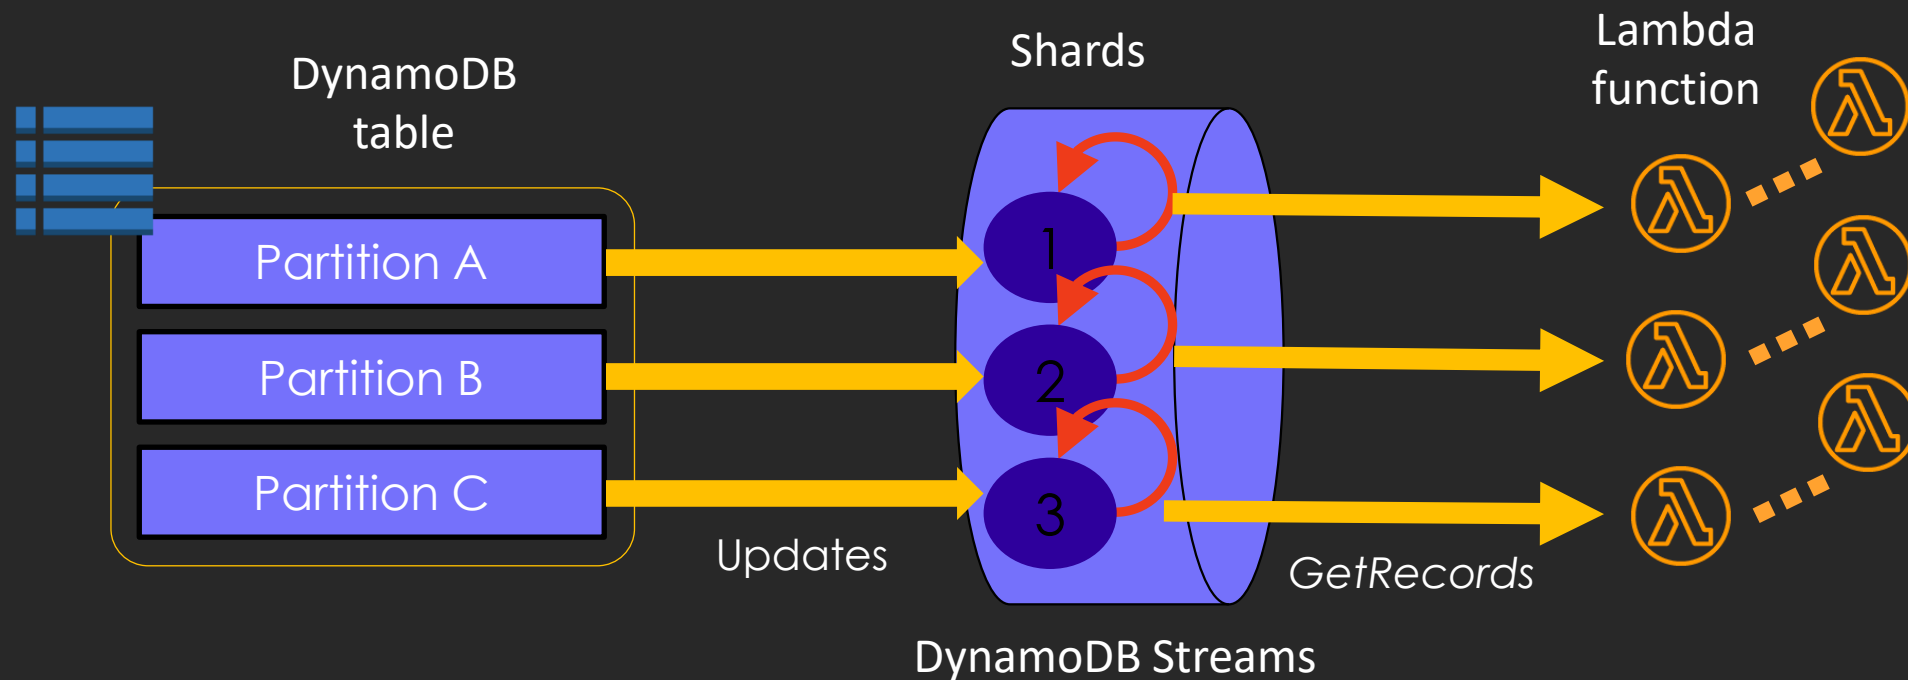 DynamoDB
table
Partition A
Partition B
Partition C
Updates
Shards
1
2
3
DynamoDB Streams
GetRecords
Lambda
function